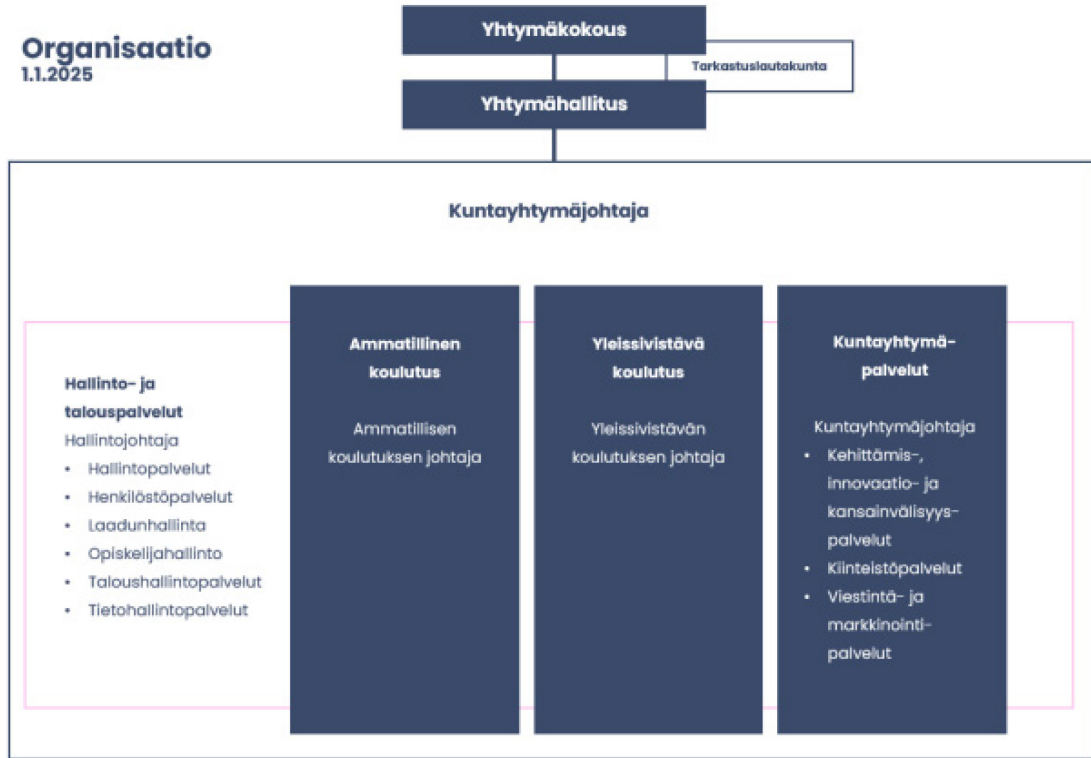 Organisaatio
1.1.2025
Yhtymäkokous
Tarkastuslautakunta
Yhtymähallitus
Kuntayhtymäjohtaja
Hallinto- ja
talouspalvelut
Hallintojohtaja
• Hallintopalvelut
• Henkilöstöpalvelut
• Laadunhallinta
• Opiskelijahallinto
• Taloushallintopalvelut
• Tietohallintopalvelut
Ammatillinen
koulutus
Ammatillisen
koulutuksen johtaja
Yleissivistävä
koulutus
Yleissivistävän
koulutuksen johtaja
Kuntayhtymä-
palvelut
Kuntayhtymäjohtaja
• Kehittämis-,
innovaatio- ja
kansainvälisyys-
palvelut
• Kiinteistöpalvelut
• Viestintä- ja
markkinointi-
palvelut